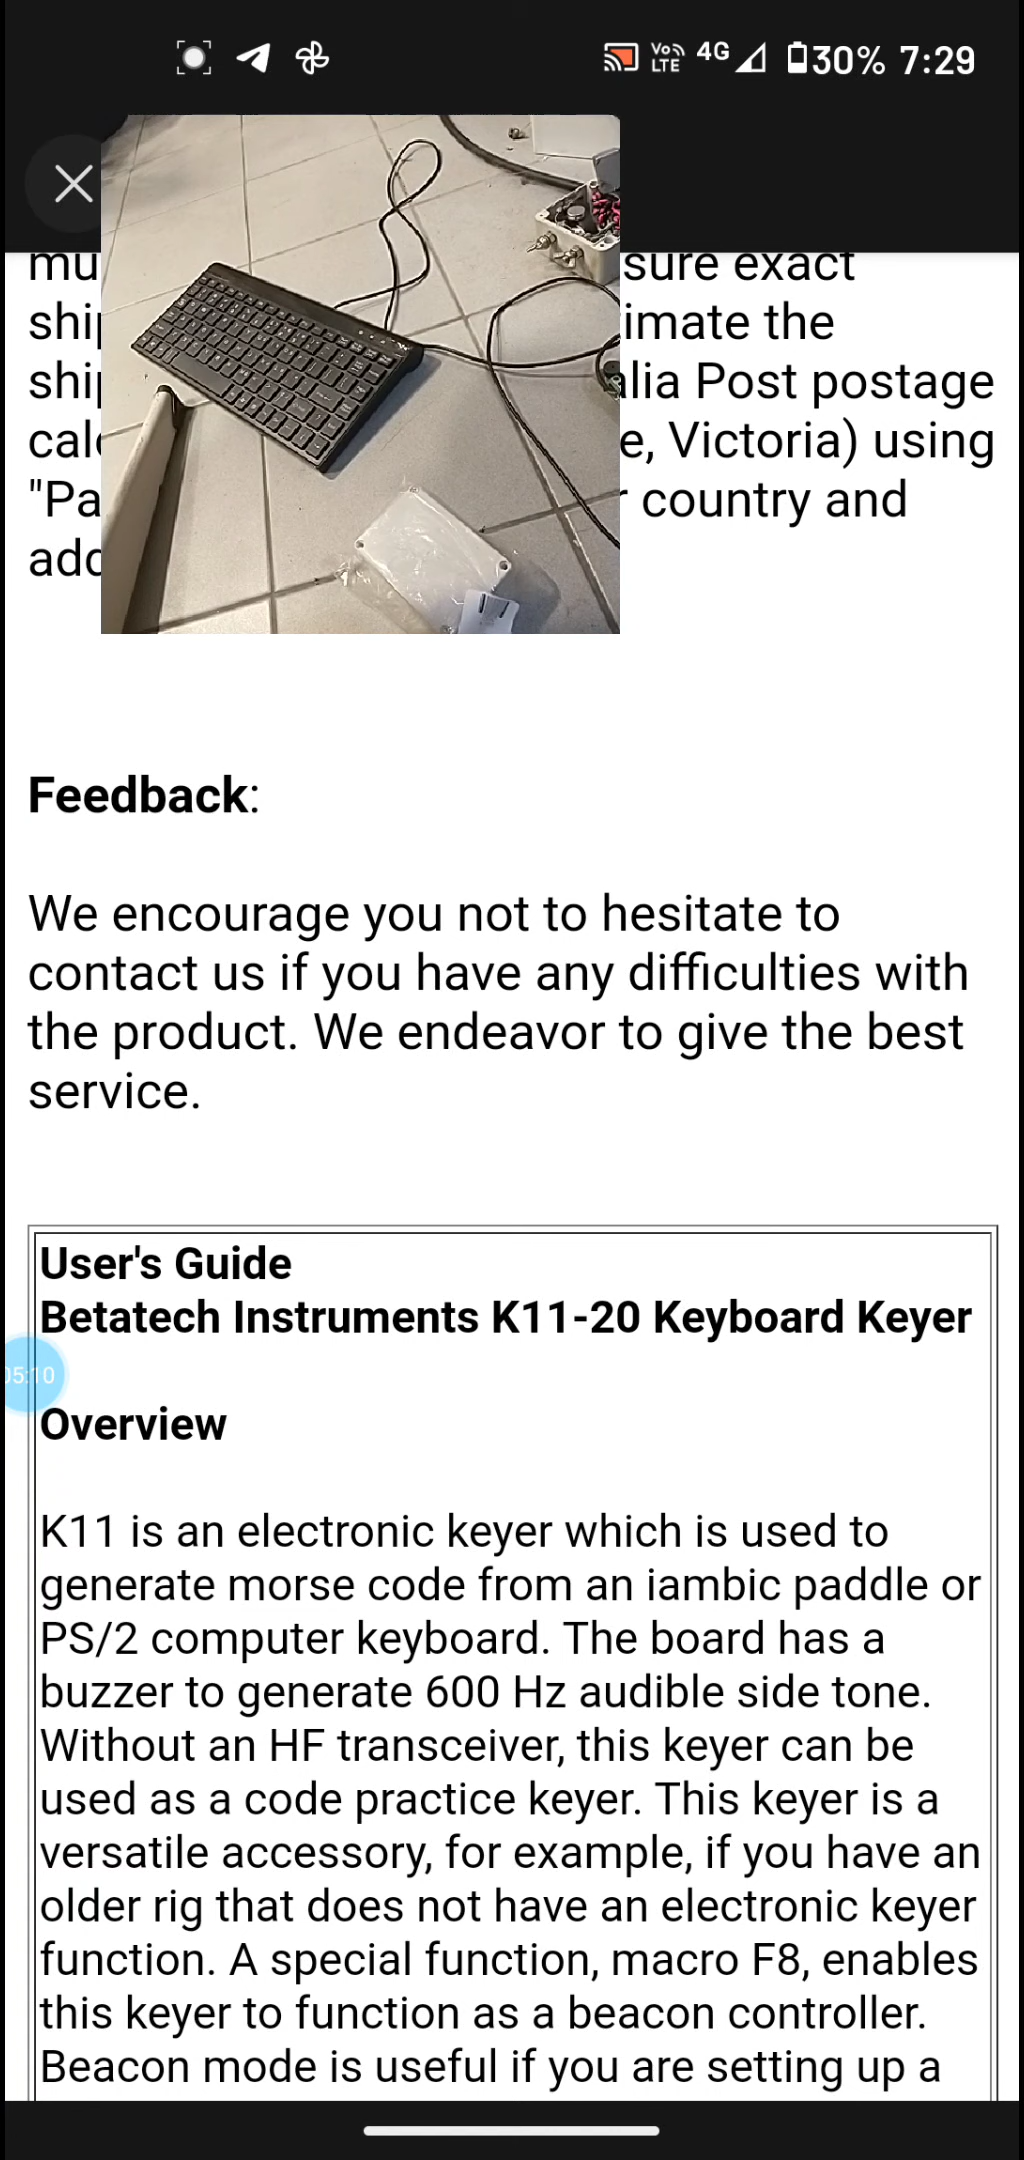 Vo LTE 4G 30% 7:29
sure exact
imate the
alia Post postage
e, Victoria) using
"Pa country and
Feedback:
We encourage you not to hesitate to
contact us if you have any difficulties with
the product. We endeavor to give the best
service.
User's Guide
Betatech Instruments K11-20 Keyboard Keyer
05:10
Overview
K11 is an electronic keyer which is used to
generate morse code from an iambic paddle or
PS/2 computer keyboard. The board has a
buzzer to generate 600 Hz audible side tone.
Without an HF transceiver, this keyer can be
used as a code practice keyer. This keyer is a
versatile accessory, for example, if you have an
older rig that does not have an electronic keyer
function. A special function, macro F8, enables
this keyer to function as a beacon controller.
Beacon mode is useful if you are setting up a